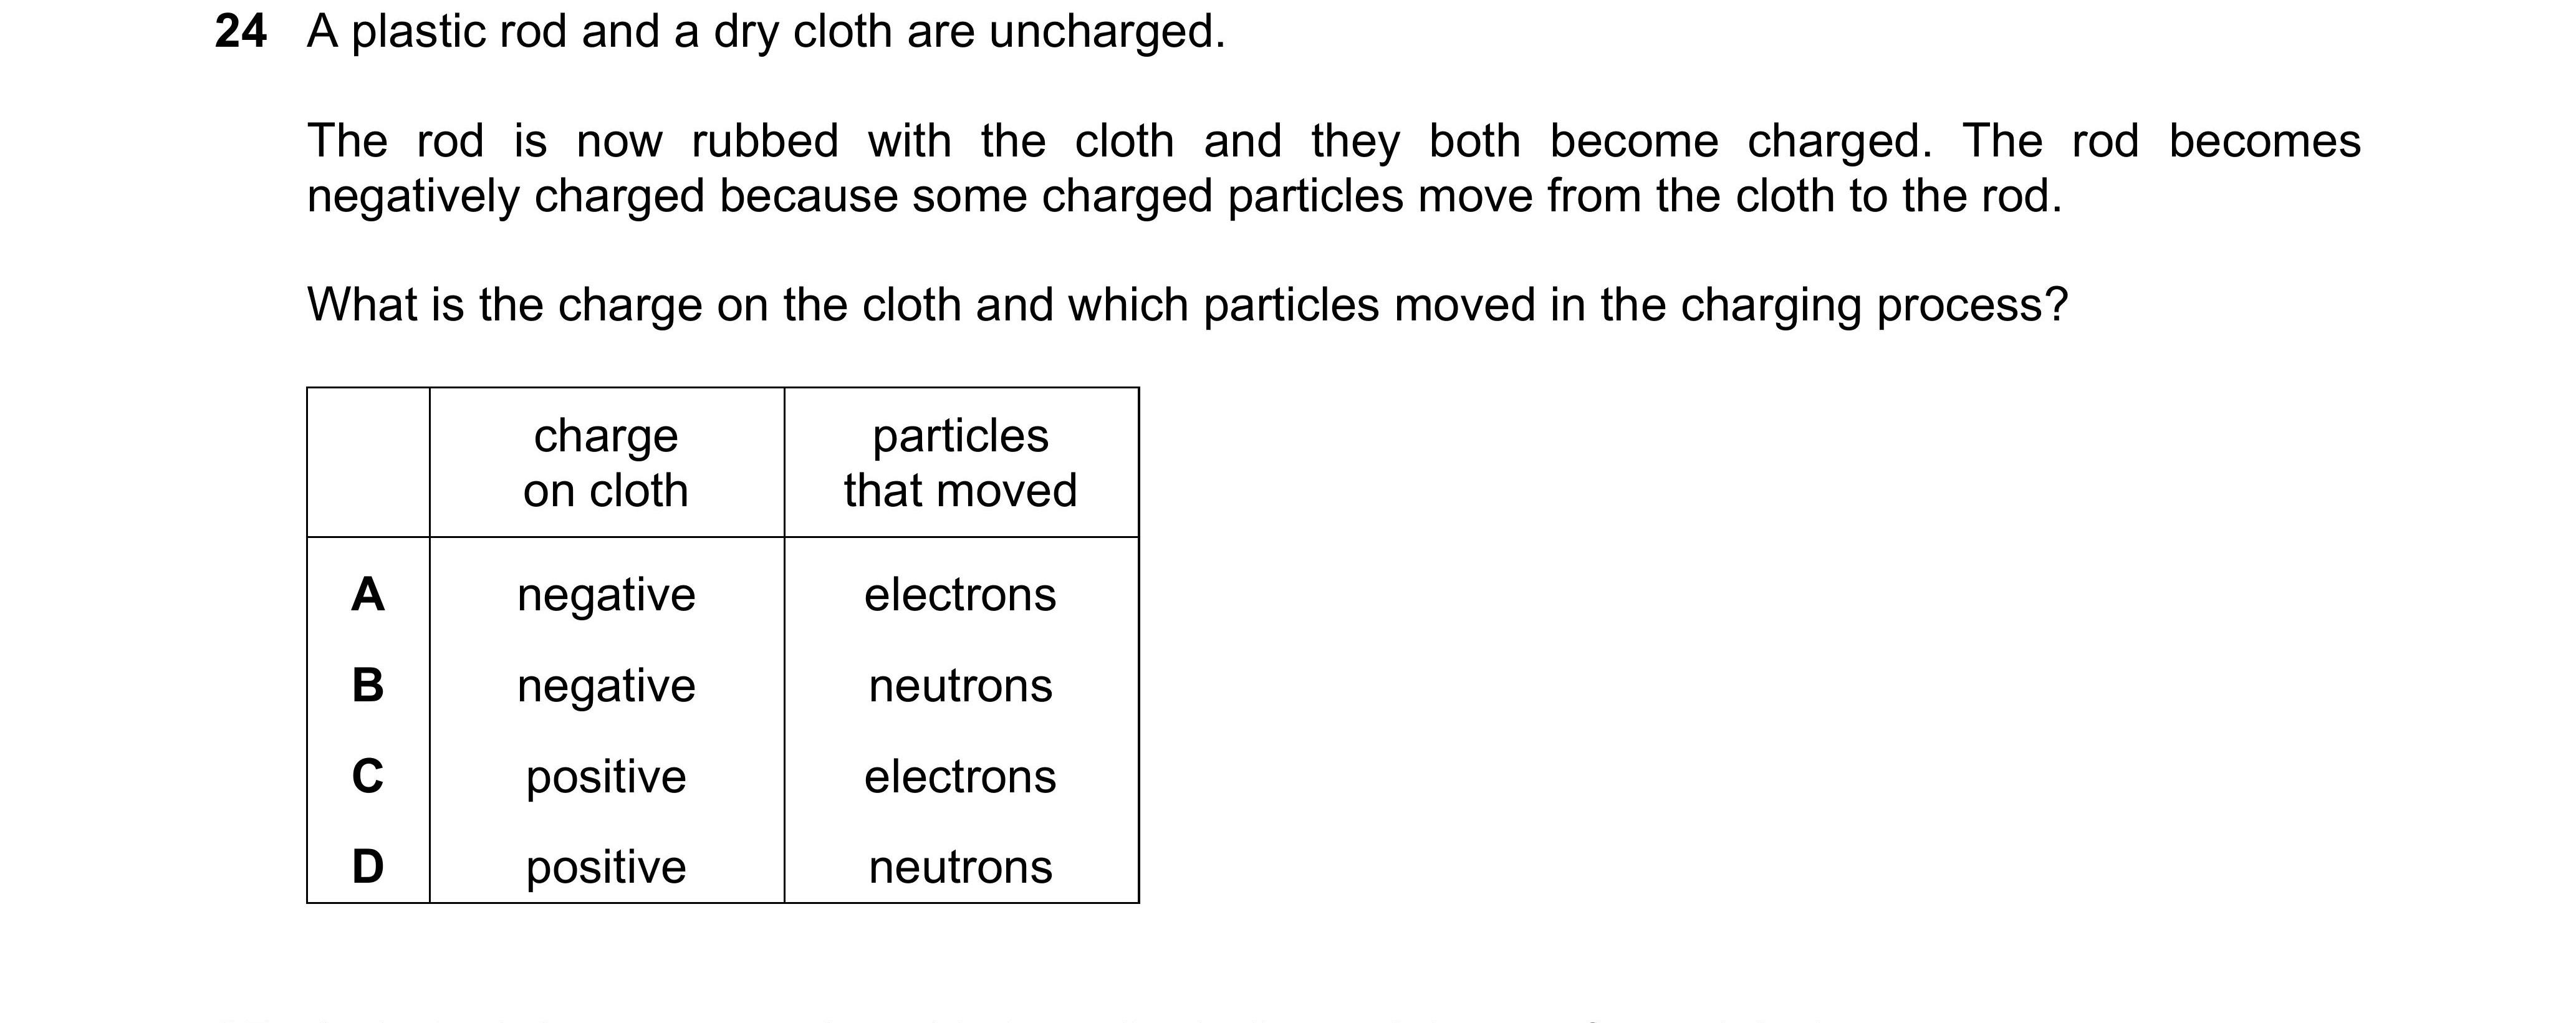 24 A plastic rod and a dry cloth are uncharged.
The rod is now rubbed with the cloth and they both become charged. The rod becomes
negatively charged because some charged particles move from the cloth to the rod.
What is the charge on the cloth and which particles moved in the charging process?
charge
on cloth
particles
that moved
A negative electrons
B negative neutrons
C positive electrons
D positive neutrons